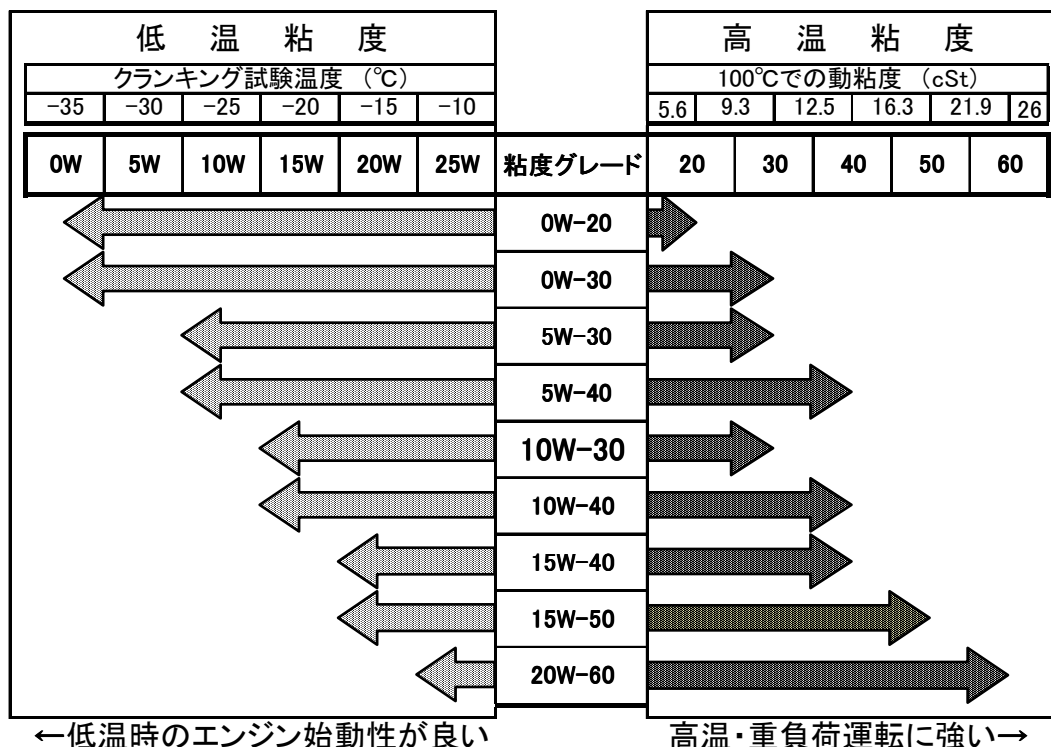 低温粘度 高温粘度
クランキング試験温度 (℃) 100℃での動粘度 (cSt)
-35 -30 -25 -20 -15 -10 5.6 9.3 12.5 16.3 21.9 26
0W 5W 10W 15W 20W 25W 粘度グレード 20 30 40 50 60
0W-20
0W-30
5W-30
5W-40
10W-30
10W-40
15W-40
15W-50
20W-60
←低温時のエンジン始動性が良い 高温・重負荷運転に強い→